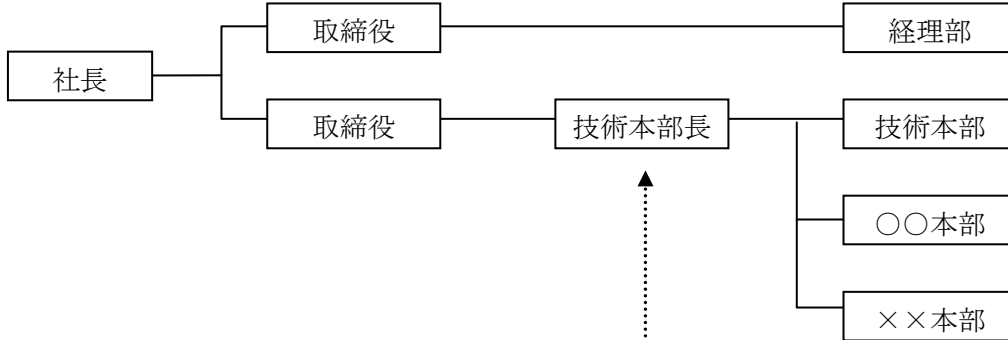 取締役
経理部
社長
取締役
技術本部長
技術本部
○○本部
××本部